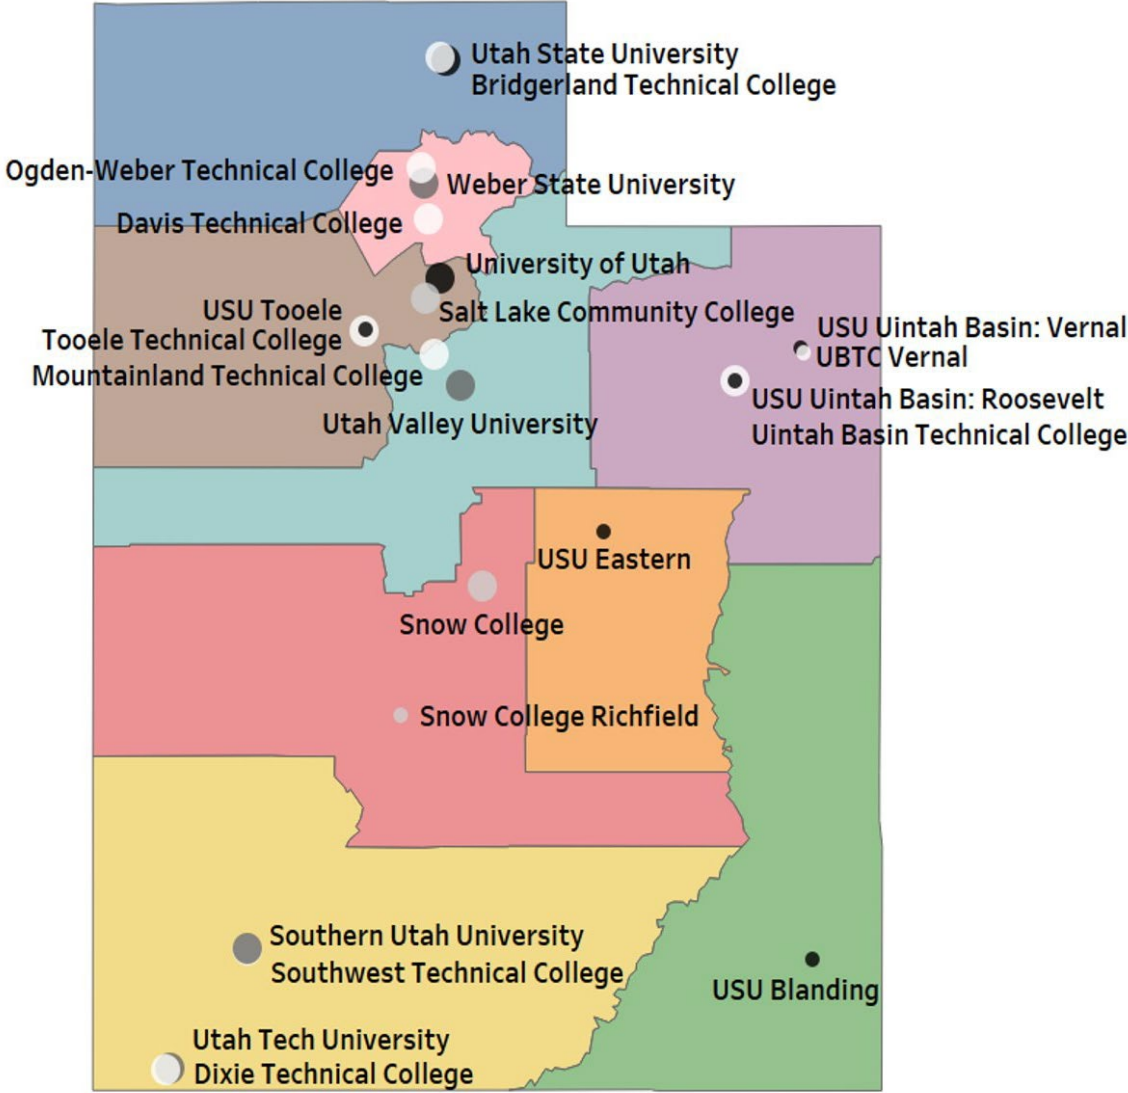 Utah State University
Bridgerland Technical College
Ogden-Weber Technical College
Weber State University
Davis Technical College
University of Utah
USU Tooele
Salt Lake Community College
Tooele Technical College
USU Uintah Basin: Vernal
UBTC Vernal
Mountainland Technical College
USU Uintah Basin: Roosevelt
Utah Valley University
Uintah Basin Technical College
USU Eastern
Snow College
Snow College Richfield
Southern Utah University
Southwest Technical College
USU Blanding
Utah Tech University
Dixie Technical College